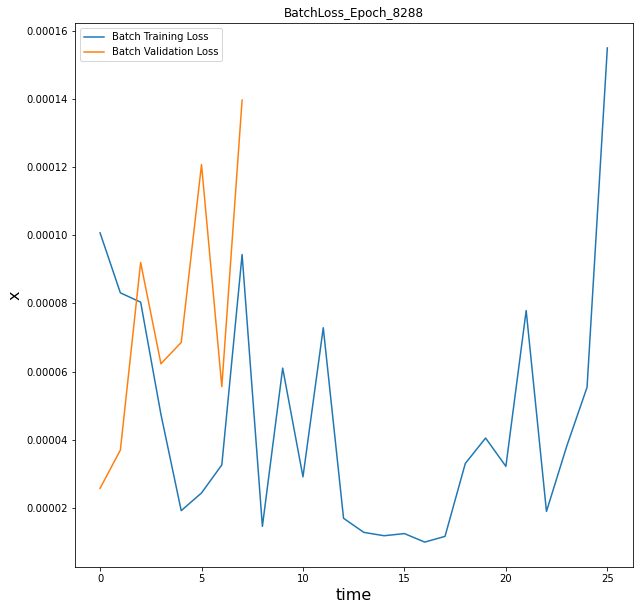 BatchLoss_Epoch_8288
Batch Training Loss
Batch Validation Loss
0.00016
0.00014
0.00012
0.00010
0.00008
0.00006
0.00004
0.00002
x
0 5 10 15 20 25
time